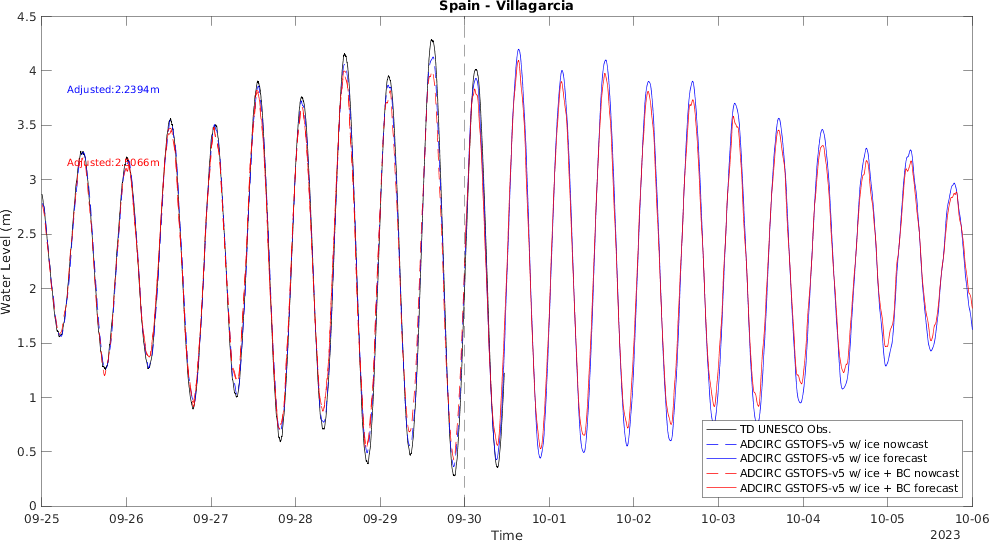 Spain - Villagarcia
4.5
4
3.5
3
2.5
2
1.5
1
0.5
0
Water Level (m)
Adjusted:2.2394m
Adjusted:2. 066m
TD UNESCO Obs.
ADCIRC GSTOFS-v5 w/ ice nowcast
ADCIRC GSTOFS-v5 w/ ice forecast
ADCIRC GSTOFS-v5 w/ ice + BC nowcast
ADCIRC GSTOFS-v5 w/ ice + BC forecast
09-25 09-26 09-27 09-28 09-29 09-30 10-01 10-02 10-03 10-04 10-05 10-06
Time
2023